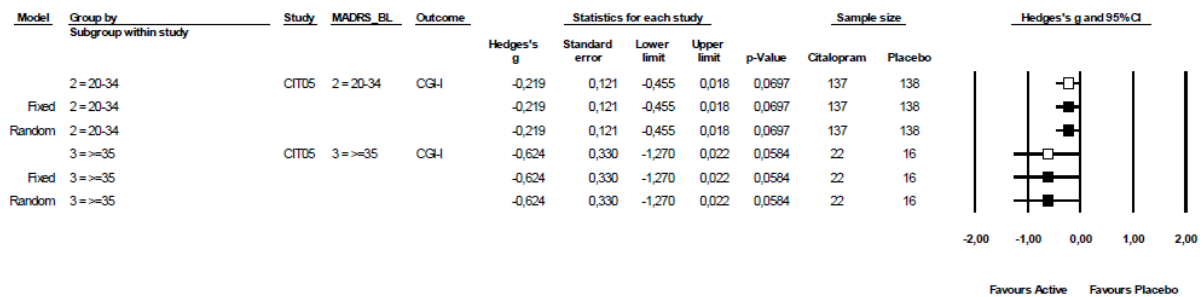 Model Group by Study MADRS_BL Outcome Statistics for each study Sample size Hedges's g and 95% CI
Subgroup within study
Hedges's Standard Lower Upper
g error limit limit p-Value Citalopram Placebo
2 = 20-34 CIT05 2 = 20-34 CGI-I -0,219 0,121 -0,455 0,018 0,0697 137 138
Fixed 2 = 20-34 -0,219 0,121 -0,455 0,018 0,0697 137 138
Random 2 = 20-34 -0,219 0,121 -0,455 0,018 0,0697 137 138
3 = >=35 CIT05 3 = >=35 CGI-I -0,624 0,330 -1,270 0,022 0,0584 22 16
Fixed 3 = >=35 -0,624 0,330 -1,270 0,022 0,0584 22 16
Random 3 = >=35 -0,624 0,330 -1,270 0,022 0,0584 22 16
-2,00 -1,00 0,00 1,00 2,00
Favours Active Favours Placebo